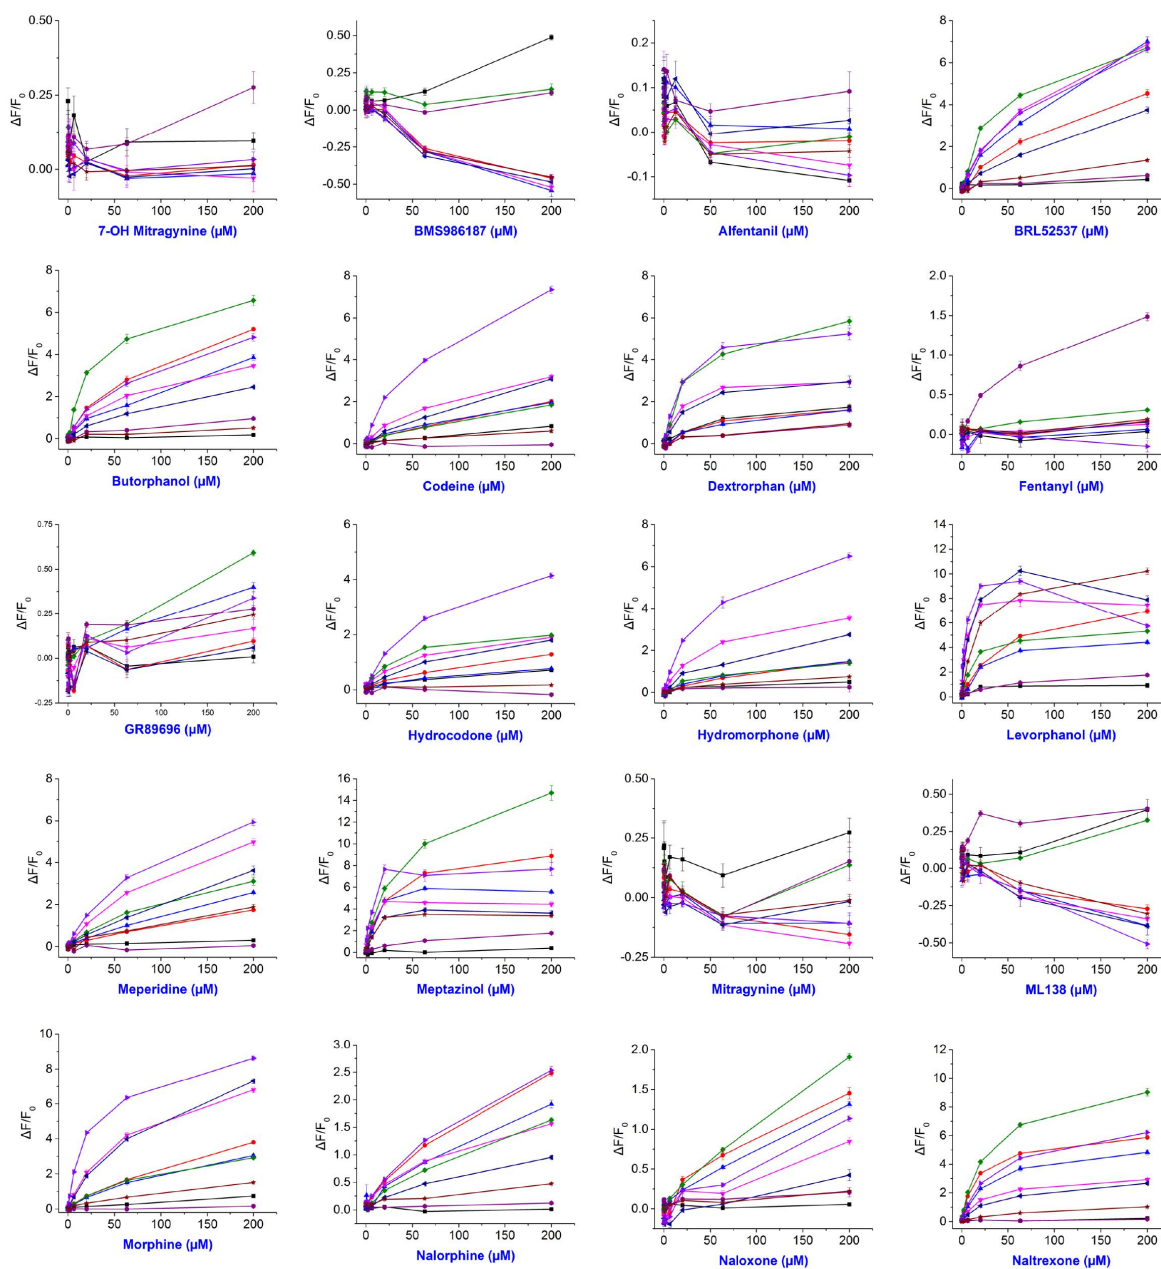 0.50
0.25
0.00
ΔF/F0
0 50 100 150 200
7-OH Mitragynine (µM)
0.50
0.25
0.00
-0.25
-0.50
ΔF/F0
0 50 100 150 200
BMS986187 (µM)
0.2
0.1
0.0
-0.1
ΔF/F0
0 50 100 150 200
Alfentanil (µM)
8
6
4
2
0
ΔF/F0
0 50 100 150 200
BRL52537 (µM)
8
6
4
2
0
ΔF/F0
0 50 100 150 200
Butorphanol (µM)
8
6
4
2
0
ΔF/F0
0 50 100 150 200
Codeine (µM)
8
6
4
2
0
ΔF/F0
0 50 100 150 200
Dextrorphan (µM)
2.0
1.5
1.0
0.5
0.0
ΔF/F0
0 50 100 150 200
Fentanyl (µM)
0.75
0.50
0.25
0.00
-0.25
ΔF/F0
0 50 100 150 200
GR89696 (µM)
6
4
2
0
ΔF/F0
0 50 100 150 200
Hydrocodone (µM)
8
6
4
2
0
ΔF/F0
0 50 100 150 200
Hydromorphone (µM)
14
12
10
8
6
4
2
0
ΔF/F0
0 50 100 150 200
Levorphanol (µM)
8
6
4
2
0
ΔF/F0
0 50 100 150 200
Meperidine (µM)
16
14
12
10
8
6
4
2
0
ΔF/F0
0 50 100 150 200
Meptazinol (µM)
0.50
0.25
0.00
-0.25
ΔF/F0
0 50 100 150 200
Mitragynine (µM)
0.50
0.25
0.00
-0.25
-0.50
ΔF/F0
0 50 100 150 200
ML138 (µM)
10
8
6
4
2
0
ΔF/F0
0 50 100 150 200
Morphine (µM)
3.0
2.5
2.0
1.5
1.0
0.5
0.0
ΔF/F0
0 50 100 150 200
Nalorphine (µM)
2.0
1.5
1.0
0.5
0.0
ΔF/F0
0 50 100 150 200
Naloxone (µM)
12
10
8
6
4
2
0
ΔF/F0
0 50 100 150 200
Naltrexone (µM)